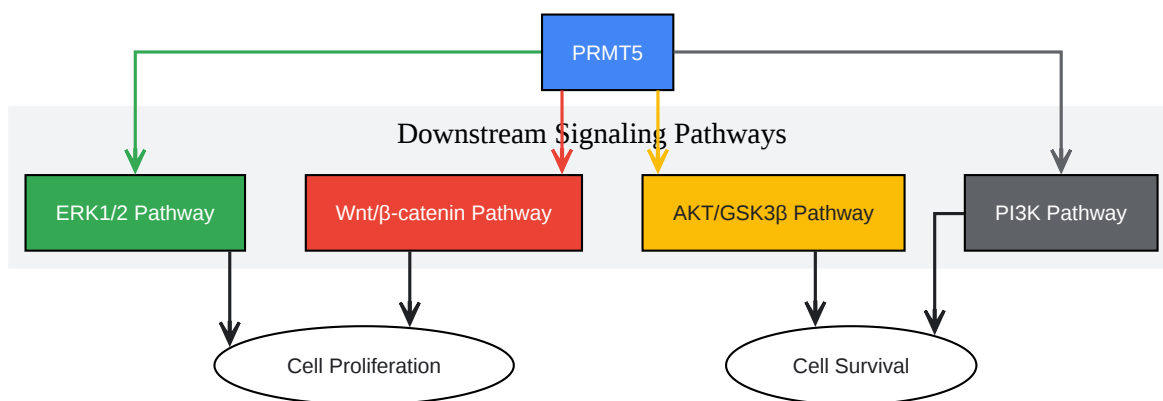 PRMT5
Downstream Signaling Pathways
ERK1/2 Pathway
Wnt/β-catenin Pathway
AKT/GSK3β Pathway
PI3K Pathway
Cell Proliferation
Cell Survival